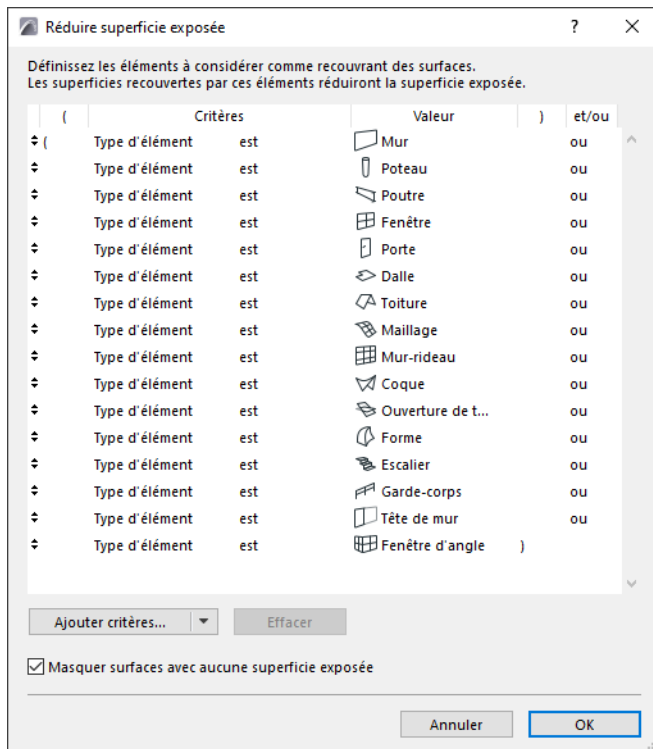 Réduire superficie exposée ? ×
Définissez les éléments à considérer comme recouvrant des surfaces.
Les superficies recouvertes par ces éléments réduiront la superficie exposée.
( Critères Valeur ) et/ou
( Type d'élément est Mur ou
Type d'élément est Poteau ou
Type d'élément est Poutre ou
Type d'élément est Fenêtre ou
Type d'élément est Porte ou
Type d'élément est Dalle ou
Type d'élément est Toiture ou
Type d'élément est Maillage ou
Type d'élément est Mur-rideau ou
Type d'élément est Coque ou
Type d'élément est Ouverture de t... ou
Type d'élément est Forme ou
Type d'élément est Escalier ou
Type d'élément est Garde-corps ou
Type d'élément est Tête de mur ou
Type d'élément est Fenêtre d'angle )
Ajouter critères... Effacer
Masquer surfaces avec aucune superficie exposée
Annuler OK